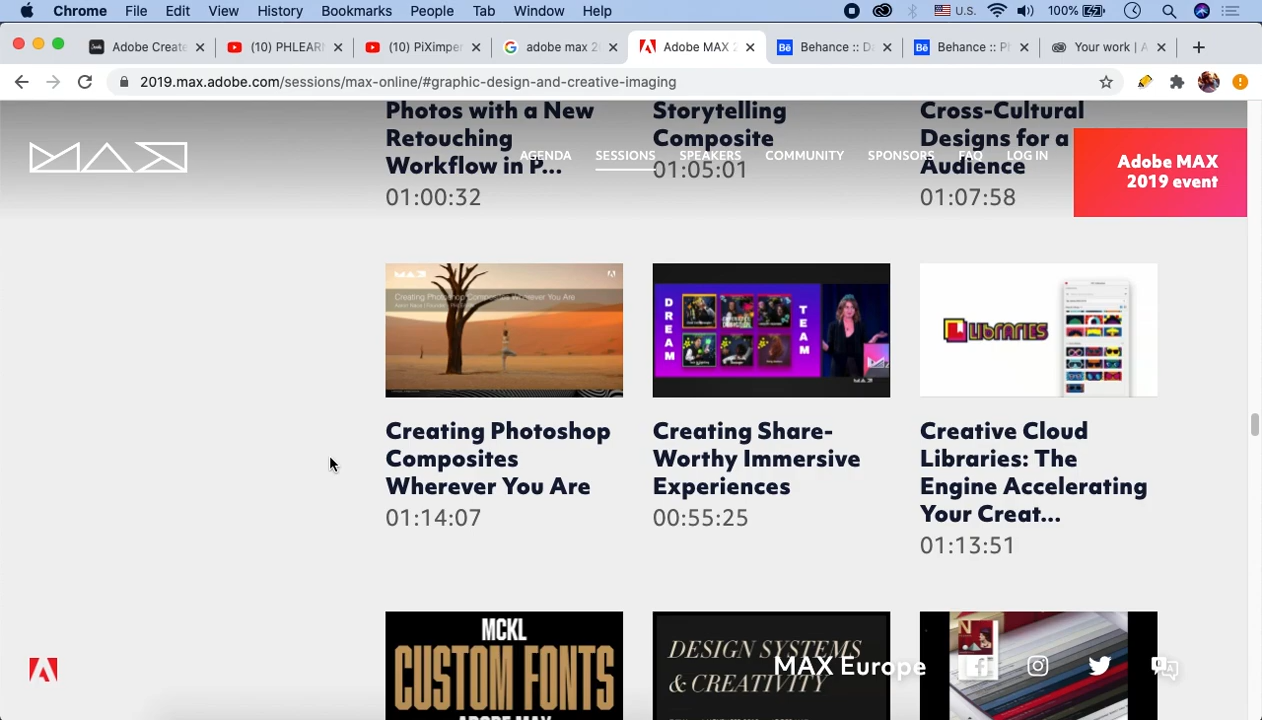 Chrome File Edit View History Bookmarks People Tab Window Help U.S. 100%
Adobe Create (10) PHLEARN (10) PiXimper adobe max 2 Adobe MAX 2 Behance :: D Behance :: P Your work | A
2019.max.adobe.com/sessions/max-online/#graphic-design-and-creative-imaging
Photos with a New
Retouching
Workflow in P...
01:00:32
Storytelling
Composite
01:05:01
Cross-Cultural
Designs for a
Audience
01:07:58
MAX
AGENDA SESSIONS SPEAKERS COMMUNITY SPONSORS FAQ LOG IN
Adobe MAX
2019 event
Creating Photoshop Composites Wherever You Are
DREAM
TEAM
LIBRARIES
Creating Photoshop
Composites
Wherever You Are
01:14:07
Creating Share-
Worthy Immersive
Experiences
00:55:25
Creative Cloud
Libraries: The
Engine Accelerating
Your Creat...
01:13:51
MCKL
CUSTOM FONTS
ADOBE MAX
DESIGN SYSTEMS
& CREATIVITY
MAX Europe